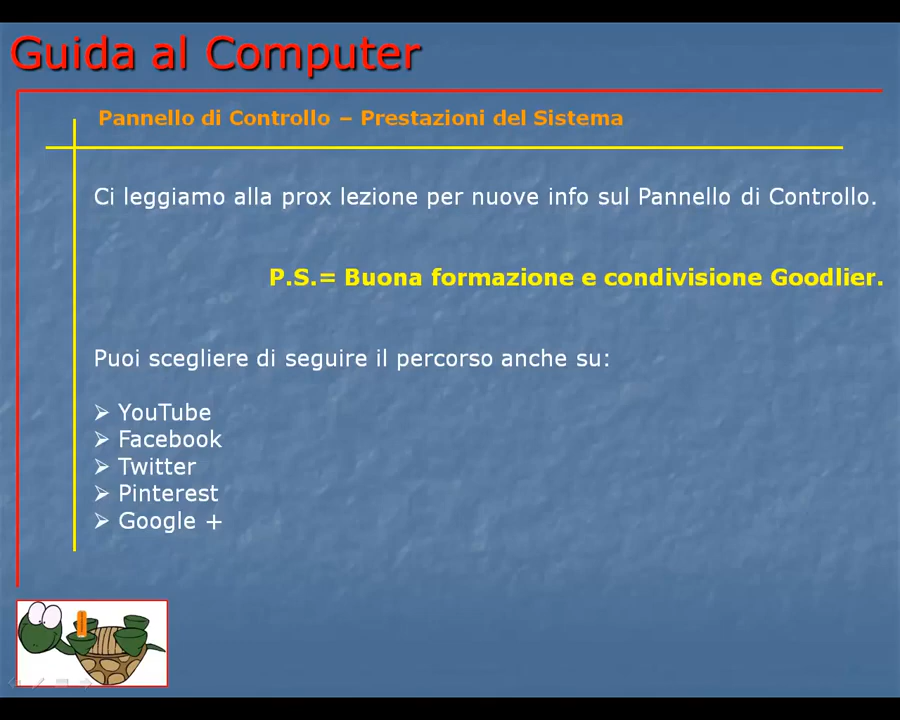 Guida al Computer
Pannello di Controllo – Prestazioni del Sistema
Ci leggiamo alla prox lezione per nuove info sul Pannello di Controllo.
P.S.= Buona formazione e condivisione Goodlier.
Puoi scegliere di seguire il percorso anche su:
➢ YouTube
➢ Facebook
➢ Twitter
➢ Pinterest
➢ Google +